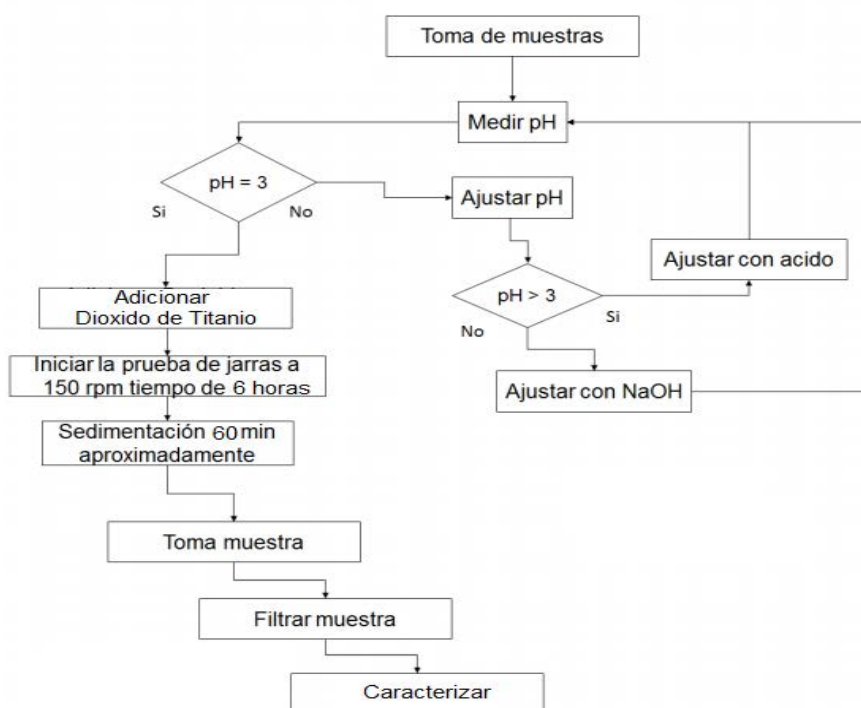 Toma de muestras
Medir pH
pH = 3
Si
No
Ajustar pH
Ajustar con acido
pH > 3
Si
No
Ajustar con NaOH
Adicionar
Dioxido de Titanio
Iniciar la prueba de jarras a
150 rpm tiempo de 6 horas
Sedimentación 60 min
aproximadamente
Toma muestra
Filtrar muestra
Caracterizar